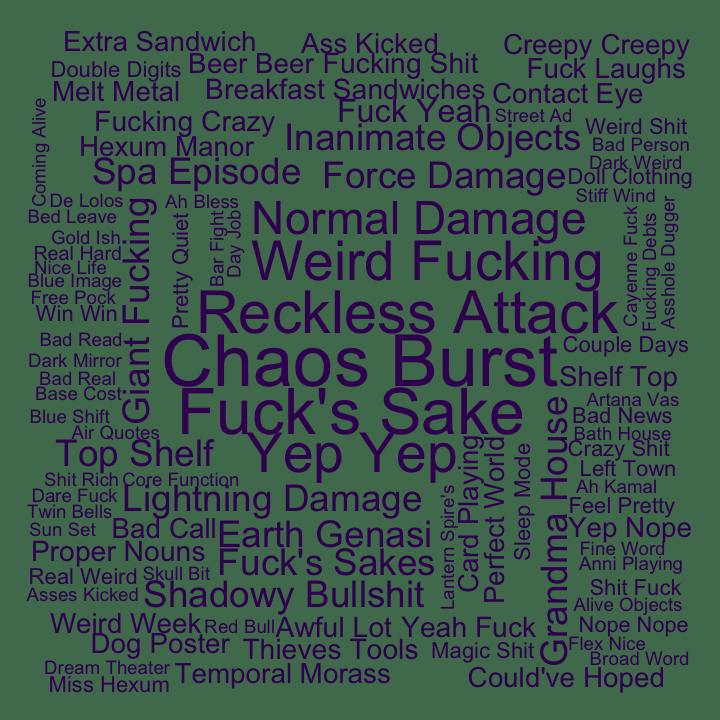 Extra Sandwich
Ass Kicked
Creepy Creepy
Double Digits
Beer Beer Fucking Shit
Fuck Laughs
Melt Metal
Breakfast Sandwiches
Contact Eye
Coming Alive
Fucking Crazy
Fuck Yeah
Street Ad
Weird Shit
Hexum Manor
Inanimate Objects
Bad Person
Spa Episode
Force Damage
Dark Weird
Doll Clothing
De Lolos
Ah Bless
Stiff Wind
Bed Leave
Giant Fucking
Pretty Quiet
Bar Fight
Day Job
Normal Damage
Cayenne Fuck
Fucking Debts
Asshole Dugger
Gold Ish
Real Hard
Weird Fucking
Nice Life
Blue Image
Free Pock
Reckless Attack
Win Win
Bad Read
Chaos Burst
Couple Days
Dark Mirror
Bad Real
Shelf Top
Base Cost
Fuck's Sake
Grandma House
Artana Vas
Blue Shift
Bad News
Air Quotes
Bath House
Top Shelf
Yep Yep
Card Playing
Perfect World
Sleep Mode
Crazy Shit
Left Town
Shit Rich
Core Function
Lantern Spire's
Ah Kamal
Dare Fuck
Lightning Damage
Feel Pretty
Twin Bells
Sun Set
Bad Call
Earth Genasi
Yep Nope
Proper Nouns
Fuck's Sakes
Fine Word
Anni Playing
Real Weird
Skull Bit
Asses Kicked
Shadowy Bullshit
Shit Fuck
Alive Objects
Weird Week
Red Bull
Awful Lot Yeah Fuck
Nope Nope
Dog Poster
Thieves Tools
Magic Shit
Flex Nice
Broad Word
Dream Theater
Temporal Morass
Could've Hoped
Miss Hexum